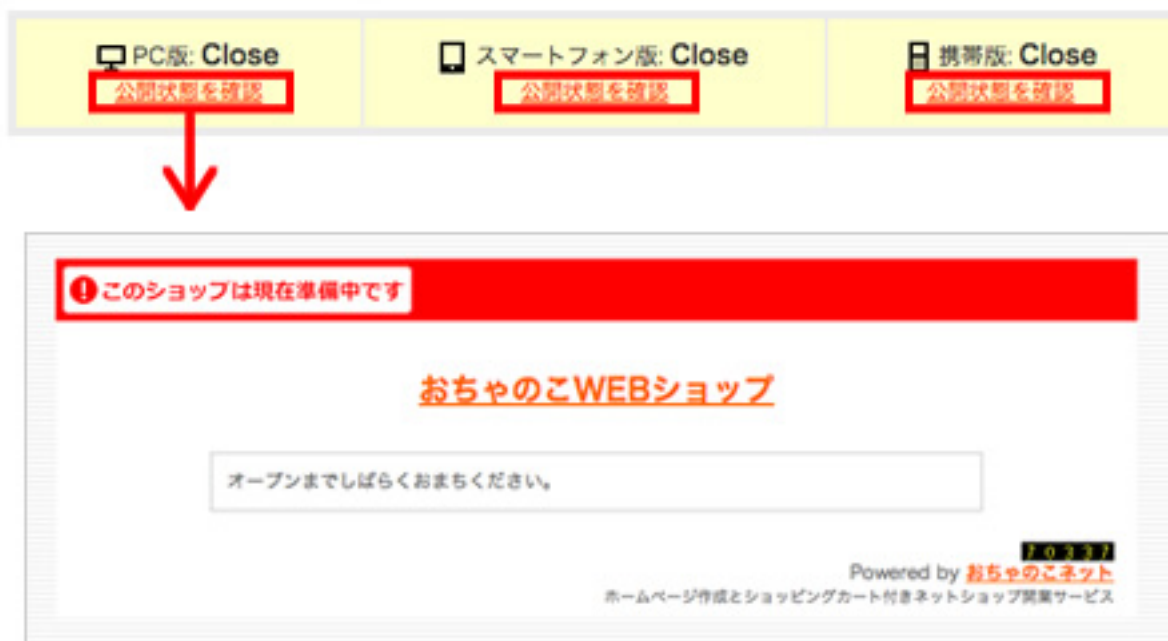 PC版: Close
公開状態を確認
スマートフォン版: Close
公開状態を確認
携帯版: Close
公開状態を確認
このショップは現在準備中です
おちゃのこWEBショップ
オープンまでしばらくおまちください。
70337
Powered by おちゃのこネット
ホームページ作成とショッピングカート付きネットショップ開業サービス